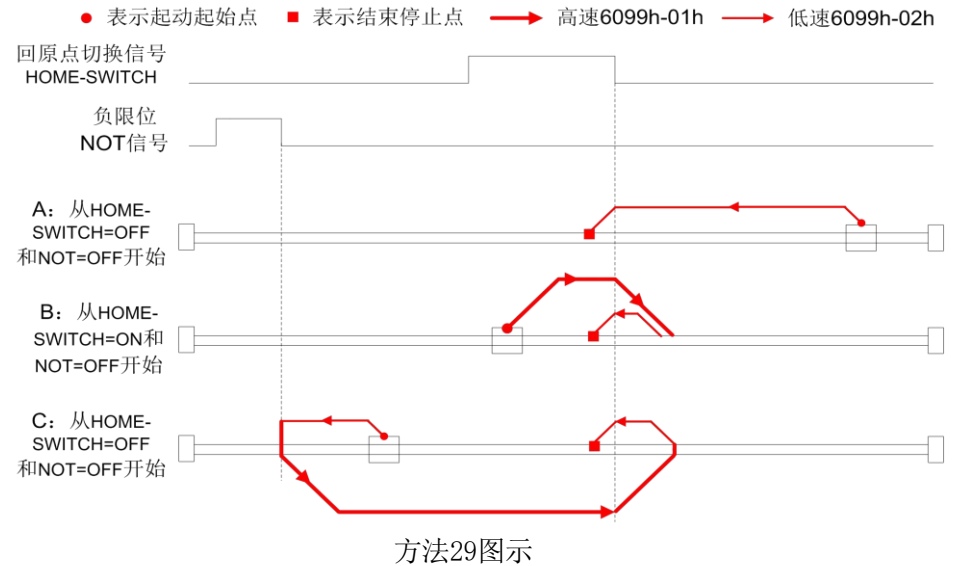 表示起动起始点 表示结束停止点 高速6099h-01h 低速6099h-02h
回原点切换信号
HOME-SWITCH
负限位
NOT信号
A：从HOME-
SWITCH=OFF
和NOT=OFF开始
B：从HOME-
SWITCH=ON和
NOT=OFF开始
C：从HOME-
SWITCH=OFF
和NOT=OFF开始
方法29图示